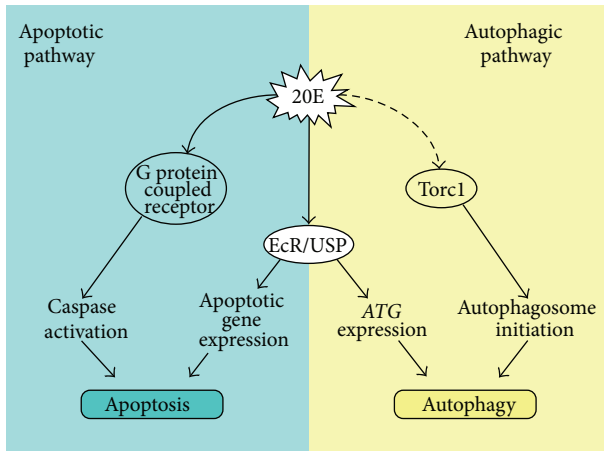 Apoptotic
pathway
Autophagic
pathway
20E
G protein
coupled
receptor
Torc1
EcR/USP
Caspase
activation
Apoptotic
gene
expression
ATG
expression
Autophagosome
initiation
Apoptosis
Autophagy